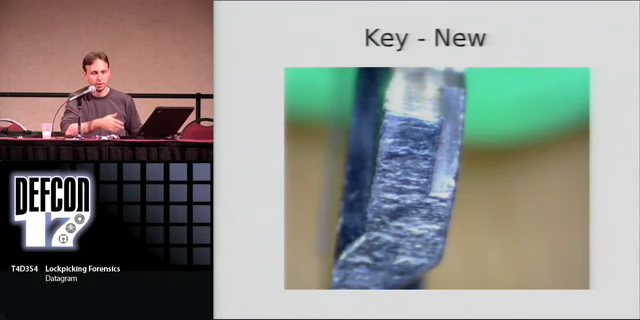 Key - New
DEFCON
17
T4D3S4 Lockpicking Forensics
Datagram